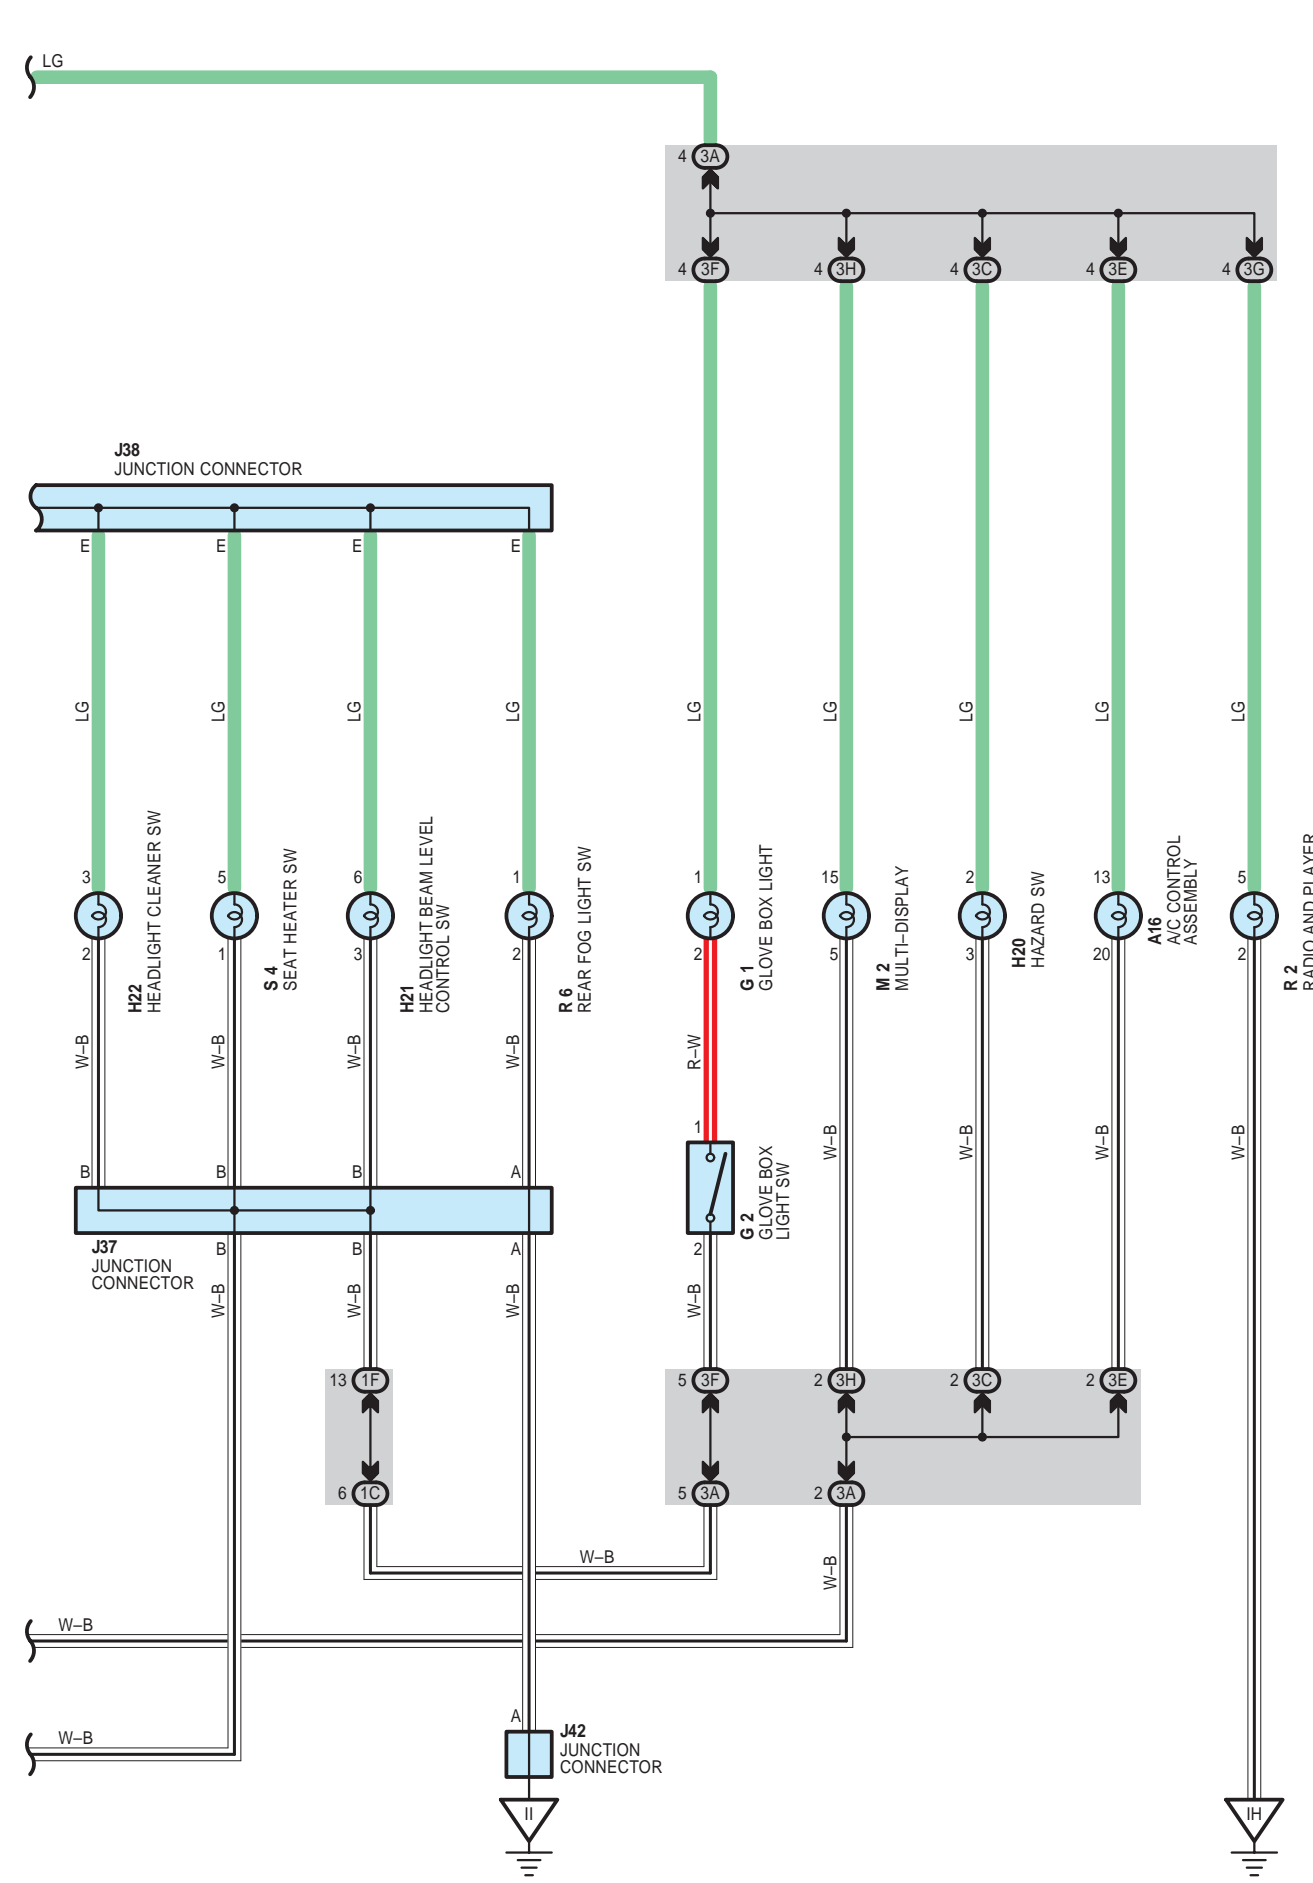 LG
4 3A
4 3F
4 3H
4 3C
4 3E
4 3G
J38
JUNCTION CONNECTOR
E
E
E
E
LG
LG
LG
LG
LG
LG
LG
LG
LG
3
5
6
1
1
15
2
13
5
2
1
3
2
2
5
3
20
2
H22
HEADLIGHT CLEANER SW
S 4
SEAT HEATER SW
H21
HEADLIGHT BEAM LEVEL
CONTROL SW
R 6
REAR FOG LIGHT SW
G 1
GLOVE BOX LIGHT
M 2
MULTI–DISPLAY
H20
HAZARD SW
A16
A/C CONTROL
ASSEMBLY
R 2
RADIO AND PLAYER
W–B
W–B
W–B
W–B
R–W
1
W–B
W–B
W–B
W–B
B
B
B
A
G 2
GLOVE BOX
LIGHT SW
J37
JUNCTION
CONNECTOR
B
B
A
2
W–B
W–B
W–B
W–B
13 1F
5 3F
2 3H
2 3C
2 3E
6 1C
5 3A
2 3A
W–B
W–B
W–B
W–B
A
J42
JUNCTION
CONNECTOR
II
IH